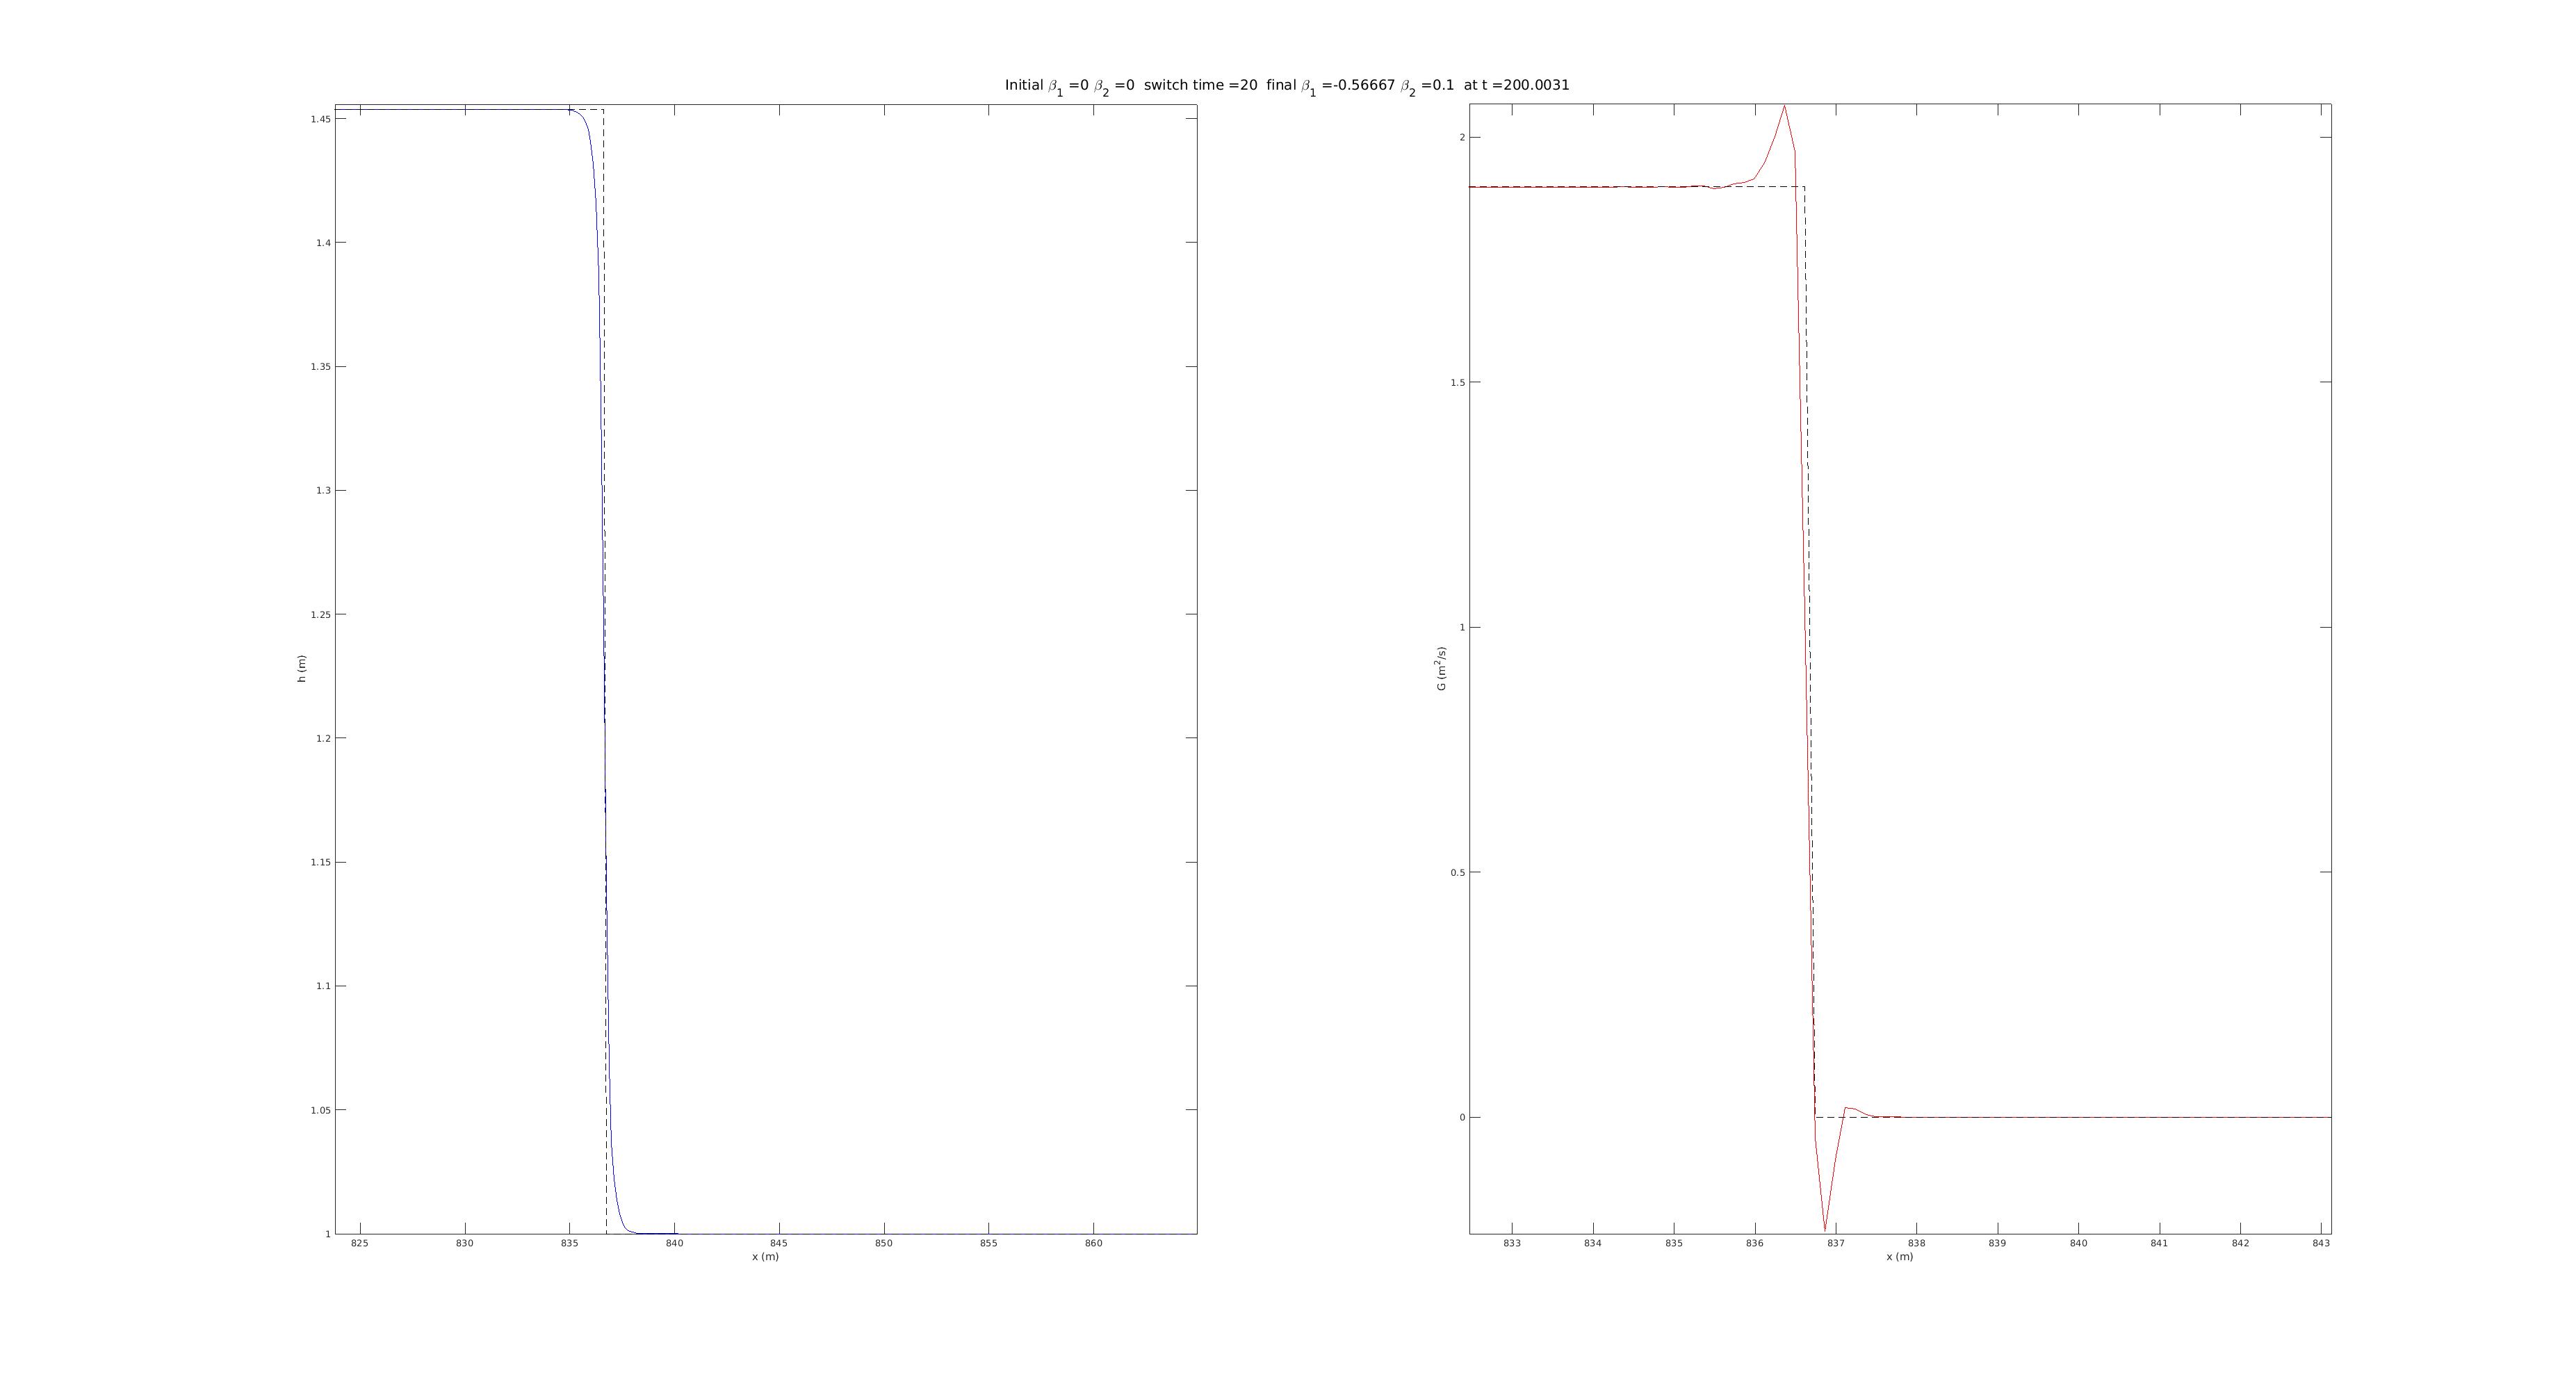 Initial β1 =0 β2 =0  switch time =20  final β1 =-0.56667 β2 =0.1  at t =200.0031
1.45
1.4
1.35
1.3
1.25
1.2
1.15
1.1
1.05
1
h (m)
825 830 835 840 845 850 855 860
x (m)
2
1.5
1
0.5
0
G (m2/s)
833 834 835 836 837 838 839 840 841 842 843
x (m)